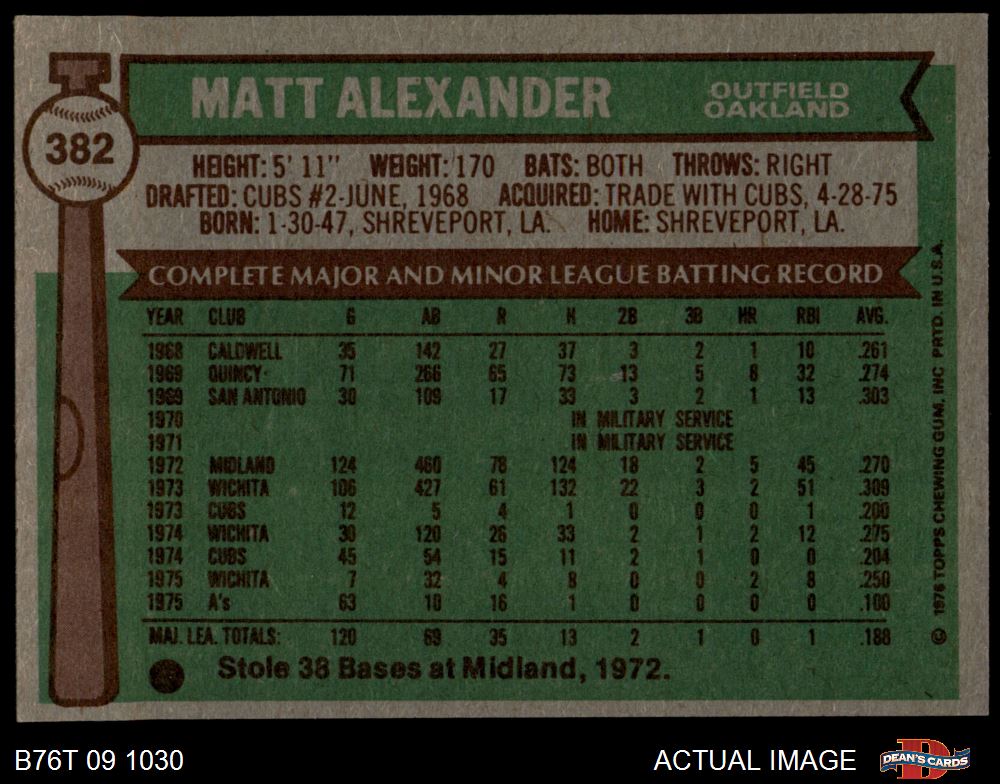 382
MATT ALEXANDER
OUTFIELD
OAKLAND
HEIGHT: 5' 11" WEIGHT: 170 BATS: BOTH THROWS: RIGHT
DRAFTED: CUBS #2-JUNE, 1968 ACQUIRED: TRADE WITH CUBS, 4-28-75
BORN: 1-30-47, SHREVEPORT, LA. HOME: SHREVEPORT, LA.
COMPLETE MAJOR AND MINOR LEAGUE BATTING RECORD
YEAR CLUB G AB R H 2B 3B HR RBI AVG.
1968 CALDWELL 35 142 27 37 3 2 1 10 .261
1969 QUINCY 71 266 65 73 13 5 8 32 .274
1969 SAN ANTONIO 30 109 17 33 3 2 1 13 .303
1970 IN MILITARY SERVICE
1971 IN MILITARY SERVICE
1972 MIDLAND 124 460 78 124 18 2 5 45 .270
1973 WICHITA 106 427 61 132 22 3 2 51 .309
1973 CUBS 12 5 4 1 0 0 0 1 .200
1974 WICHITA 30 120 26 33 2 1 2 12 .275
1974 CUBS 45 54 15 11 2 1 0 0 .204
1975 WICHITA 7 32 4 8 0 0 2 8 .250
1975 A's 63 10 16 1 0 0 0 0 .100
MAJ. LEA. TOTALS: 120 69 35 13 2 1 0 1 .188
Stole 38 Bases at Midland, 1972.
© 1976 TOPPS CHEWING GUM, INC PRTD. IN U.S.A.
B76T 09 1030
ACTUAL IMAGE
DEAN'S CARDS